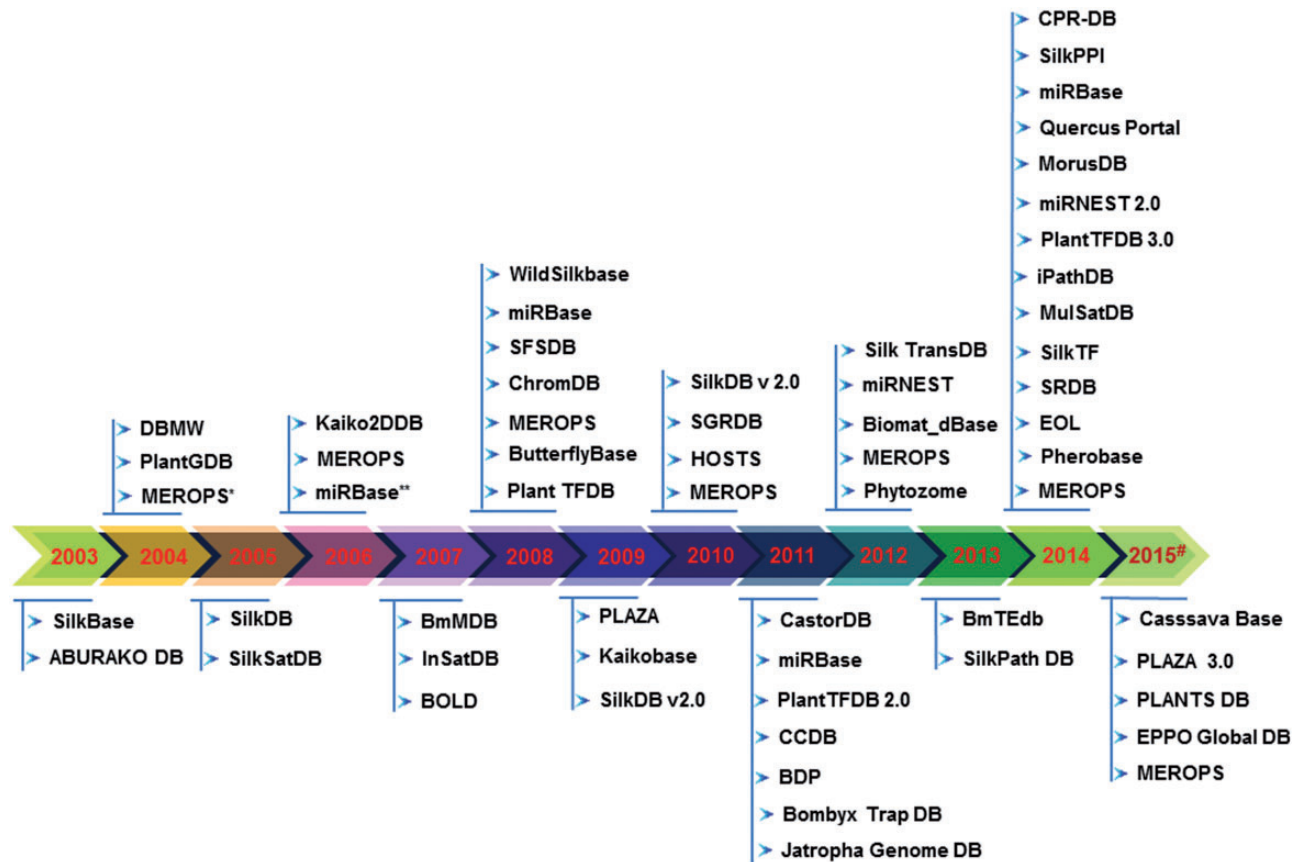 CPR-DB
SilkPPI
miRBase
Quercus Portal
MorusDB
miRNEST 2.0
PlantTFDB 3.0
iPathDB
MulSatDB
SilkTF
SRDB
EOL
Pherobase
MEROPS
WildSilkbase
miRBase
SFSDB
ChromDB
MEROPS
ButterflyBase
Plant TFDB
Silk TransDB
miRNEST
Biomat_dBase
MEROPS
Phytozome
SilkDB v 2.0
SGRDB
HOSTS
MEROPS
DBMW
PlantGDB
MEROPS*
Kaiko2DDB
MEROPS
miRBase**
2003 2004 2005 2006 2007 2008 2009 2010 2011 2012 2013 2014 2015#
SilkBase
ABURAKO DB
SilkDB
SilkSatDB
BmMDB
InSatDB
BOLD
PLAZA
Kaikobase
SilkDB v2.0
CastorDB
miRBase
PlantTFDB 2.0
CCDB
BDP
Bombyx Trap DB
Jatropha Genome DB
BmTEdb
SilkPath DB
Casssava Base
PLAZA 3.0
PLANTS DB
EPPO Global DB
MEROPS